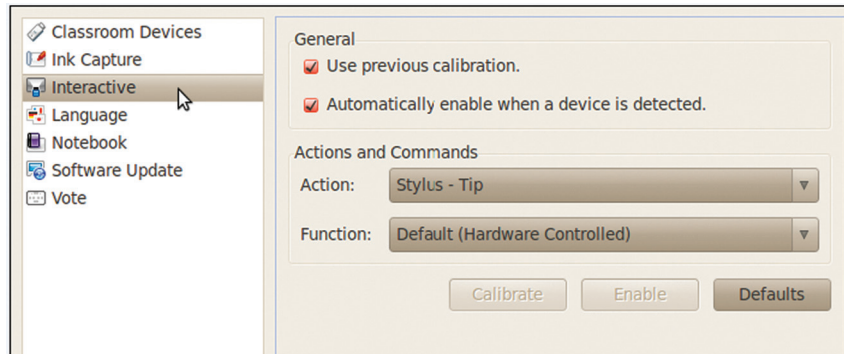 Classroom Devices
Ink Capture
Interactive
Language
Notebook
Software Update
Vote
General
Use previous calibration.
Automatically enable when a device is detected.
Actions and Commands
Action: Stylus - Tip
Function: Default (Hardware Controlled)
Calibrate Enable Defaults